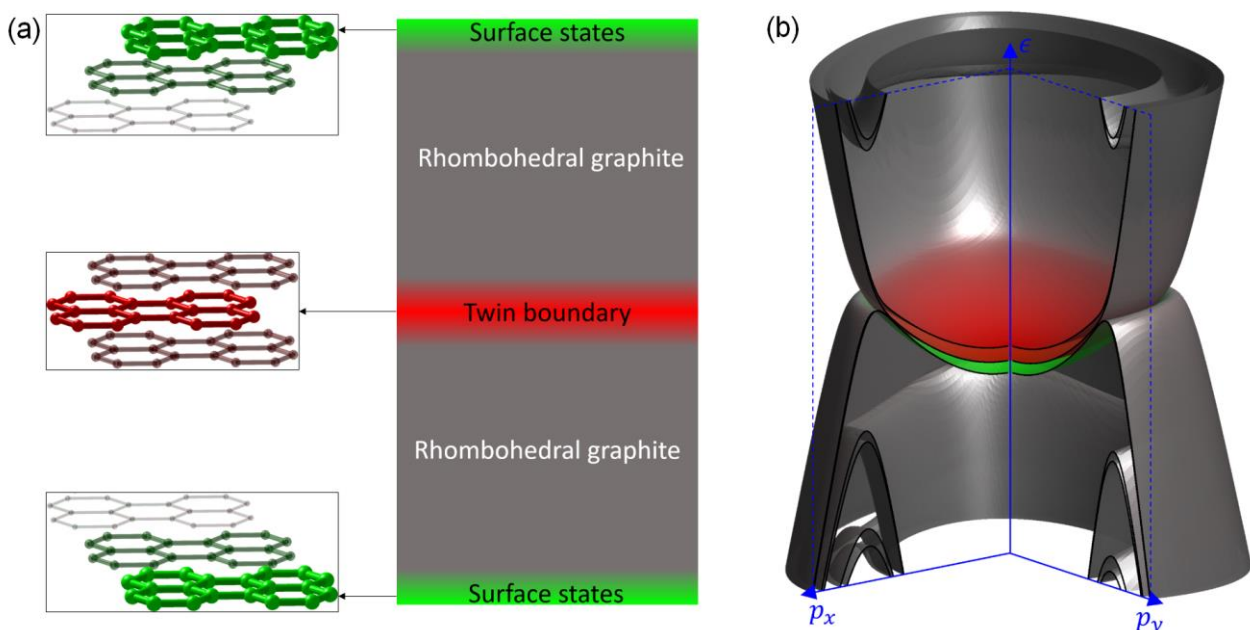 (a)
Surface states
Rhombohedral graphite
Twin boundary
Rhombohedral graphite
Surface states
(b)
ϵ
p_x
p_y